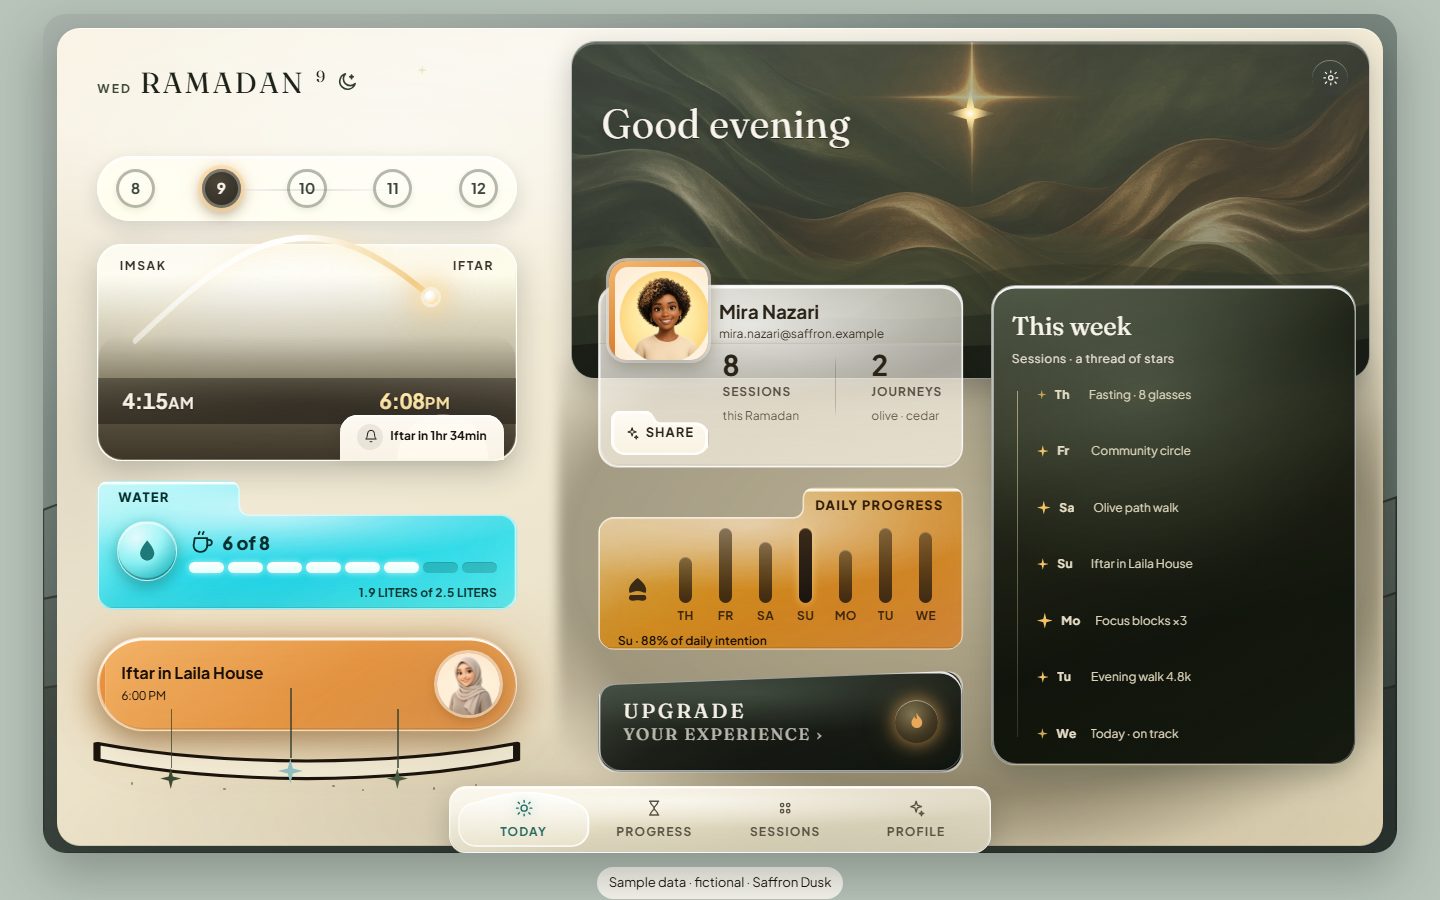 WED RAMADAN 9
8 9 10 11 12
IMSAK IFTAR
4:15AM 6:08PM
Iftar in 1hr 34min
WATER
6 of 8
1.9 LITERS of 2.5 LITERS
Iftar in Laila House
6:00 PM
Good evening
Mira Nazari
mira.nazari@saffron.example
8 2
SESSIONS JOURNEYS
this Ramadan olive · cedar
SHARE
DAILY PROGRESS
TH FR SA SU MO TU WE
Su · 88% of daily intention
UPGRADE
YOUR EXPERIENCE ›
This week
Sessions · a thread of stars
Th Fasting · 8 glasses
Fr Community circle
Sa Olive path walk
Su Iftar in Laila House
Mo Focus blocks ×3
Tu Evening walk 4.8k
We Today · on track
TODAY PROGRESS SESSIONS PROFILE
Sample data · fictional · Saffron Dusk